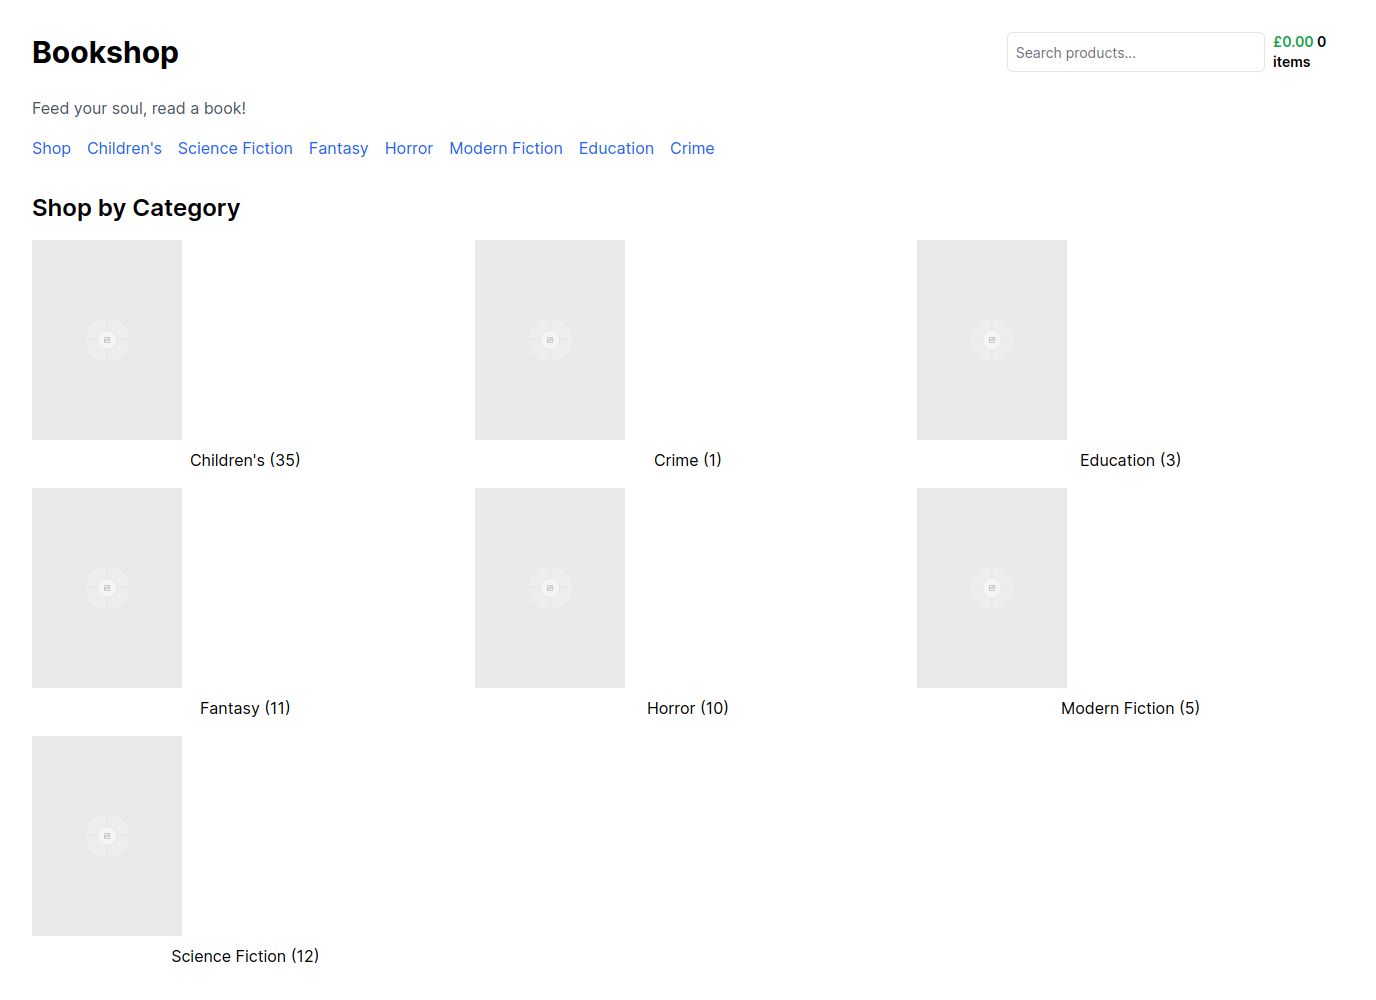 Bookshop
Search products...
£0.00 0
items
Feed your soul, read a book!
Shop Children's Science Fiction Fantasy Horror Modern Fiction Education Crime
Shop by Category
Children's (35)
Crime (1)
Education (3)
Fantasy (11)
Horror (10)
Modern Fiction (5)
Science Fiction (12)